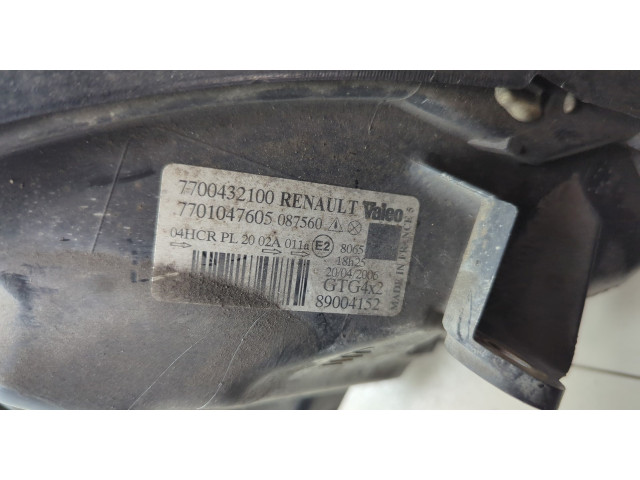 7700432100 RENAULT Valeo
7701047605 087560
04HCR PL 20 02A 011a E2 8065
18h25
20/04/2006
GTG4x2
89004152
MADE IN FRANCE